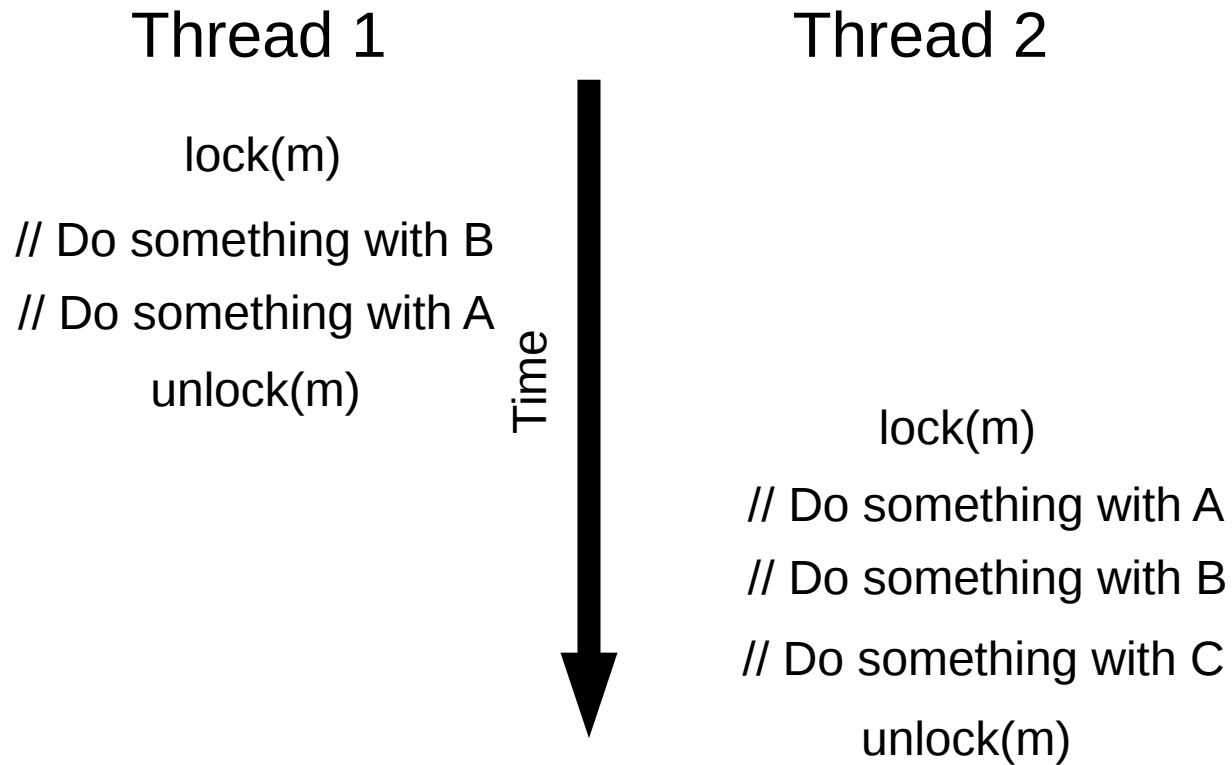 Thread 1
lock(m)
// Do something with B
// Do something with A
unlock(m)
Time
Thread 2
lock(m)
// Do something with A
// Do something with B
// Do something with C
unlock(m)